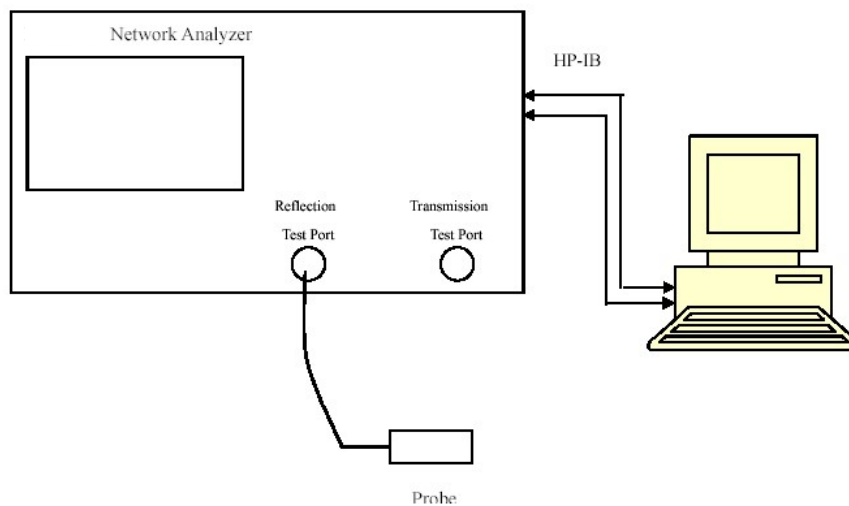 Network Analyzer
HP-IB
Reflection
Test Port
Transmission
Test Port
Probe